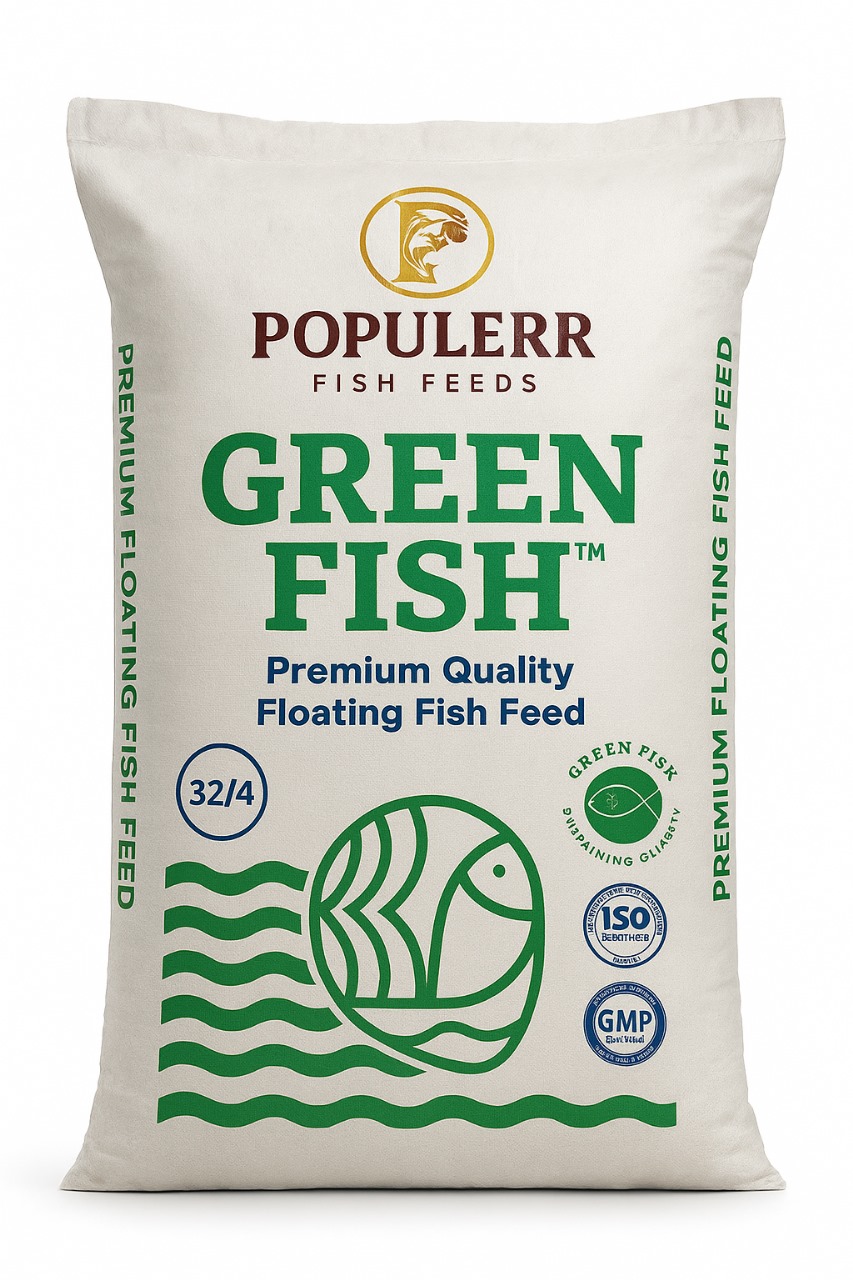 POPULERR
FISH FEEDS
GREEN
FISH™
Premium Quality
Floating Fish Feed
32/4
PREMIUM FLOATING FISH FEED
PREMIUM FLOATING FISH FEED
GREEN PISK
ISO
GMP